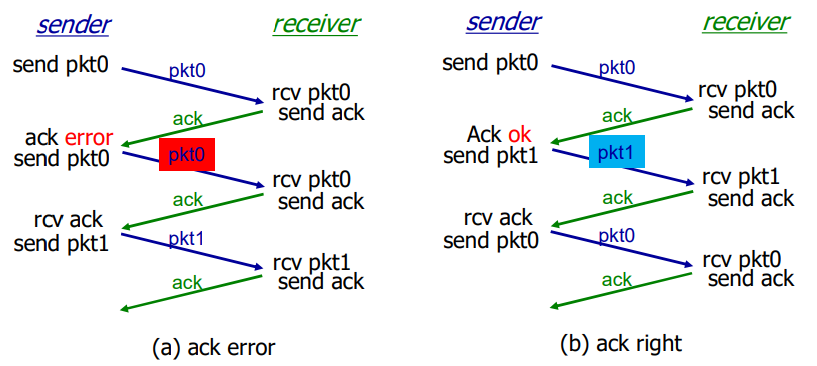 sender
receiver
send pkt0
pkt0
rcv pkt0
send ack
ack
ack error
send pkt0
pkt0
rcv pkt0
send ack
ack
rcv ack
send pkt1
pkt1
rcv pkt1
send ack
ack
(a) ack error
sender
receiver
send pkt0
pkt0
rcv pkt0
send ack
ack
Ack ok
send pkt1
pkt1
rcv pkt1
send ack
ack
rcv ack
send pkt0
pkt0
rcv pkt0
send ack
ack
(b) ack right